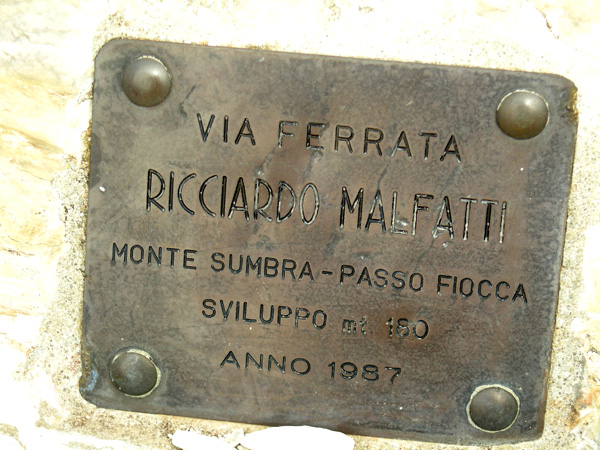 VIA FERRATA
RICCIARDO MALFATTI
MONTE SUMBRA-PASSO FIOCCA
SVILUPPO mt 180
ANNO 1987